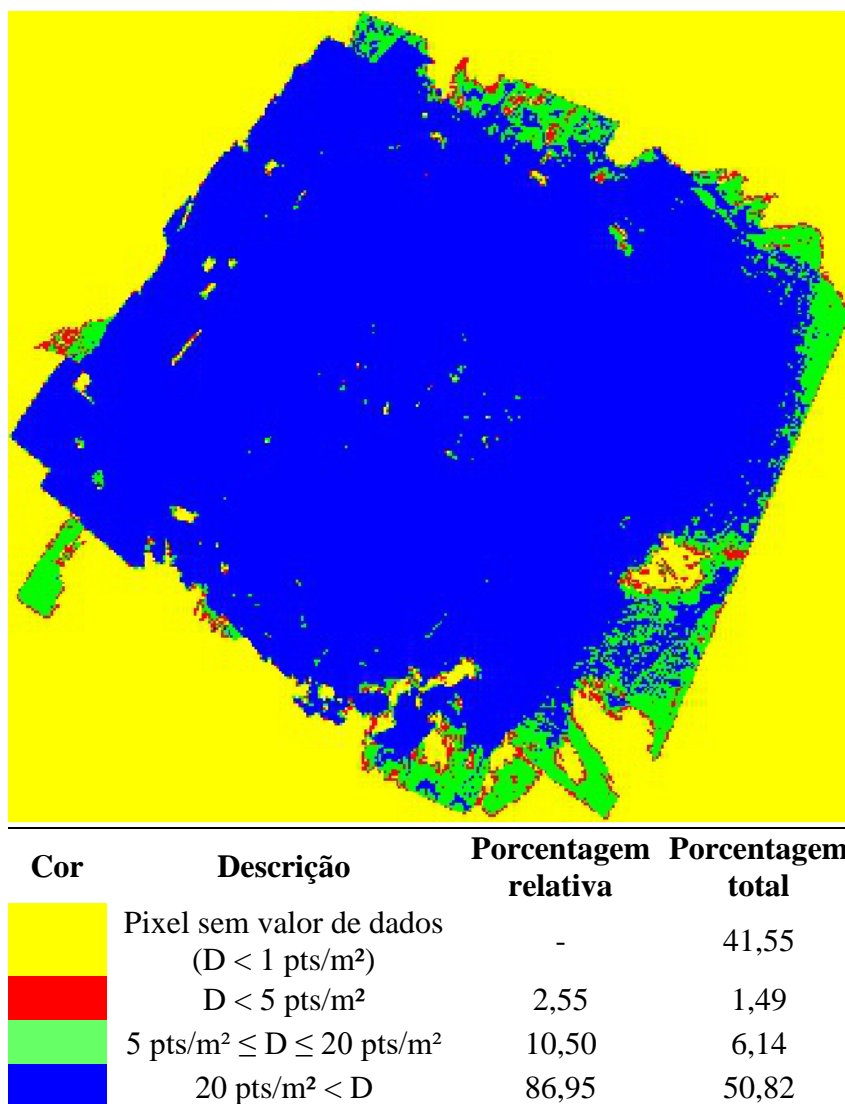 Cor Descrição Porcentagem relativa Porcentagem total
Pixel sem valor de dados (D < 1 pts/m²) - 41,55
D < 5 pts/m² 2,55 1,49
5 pts/m² ≤ D ≤ 20 pts/m² 10,50 6,14
20 pts/m² < D 86,95 50,82